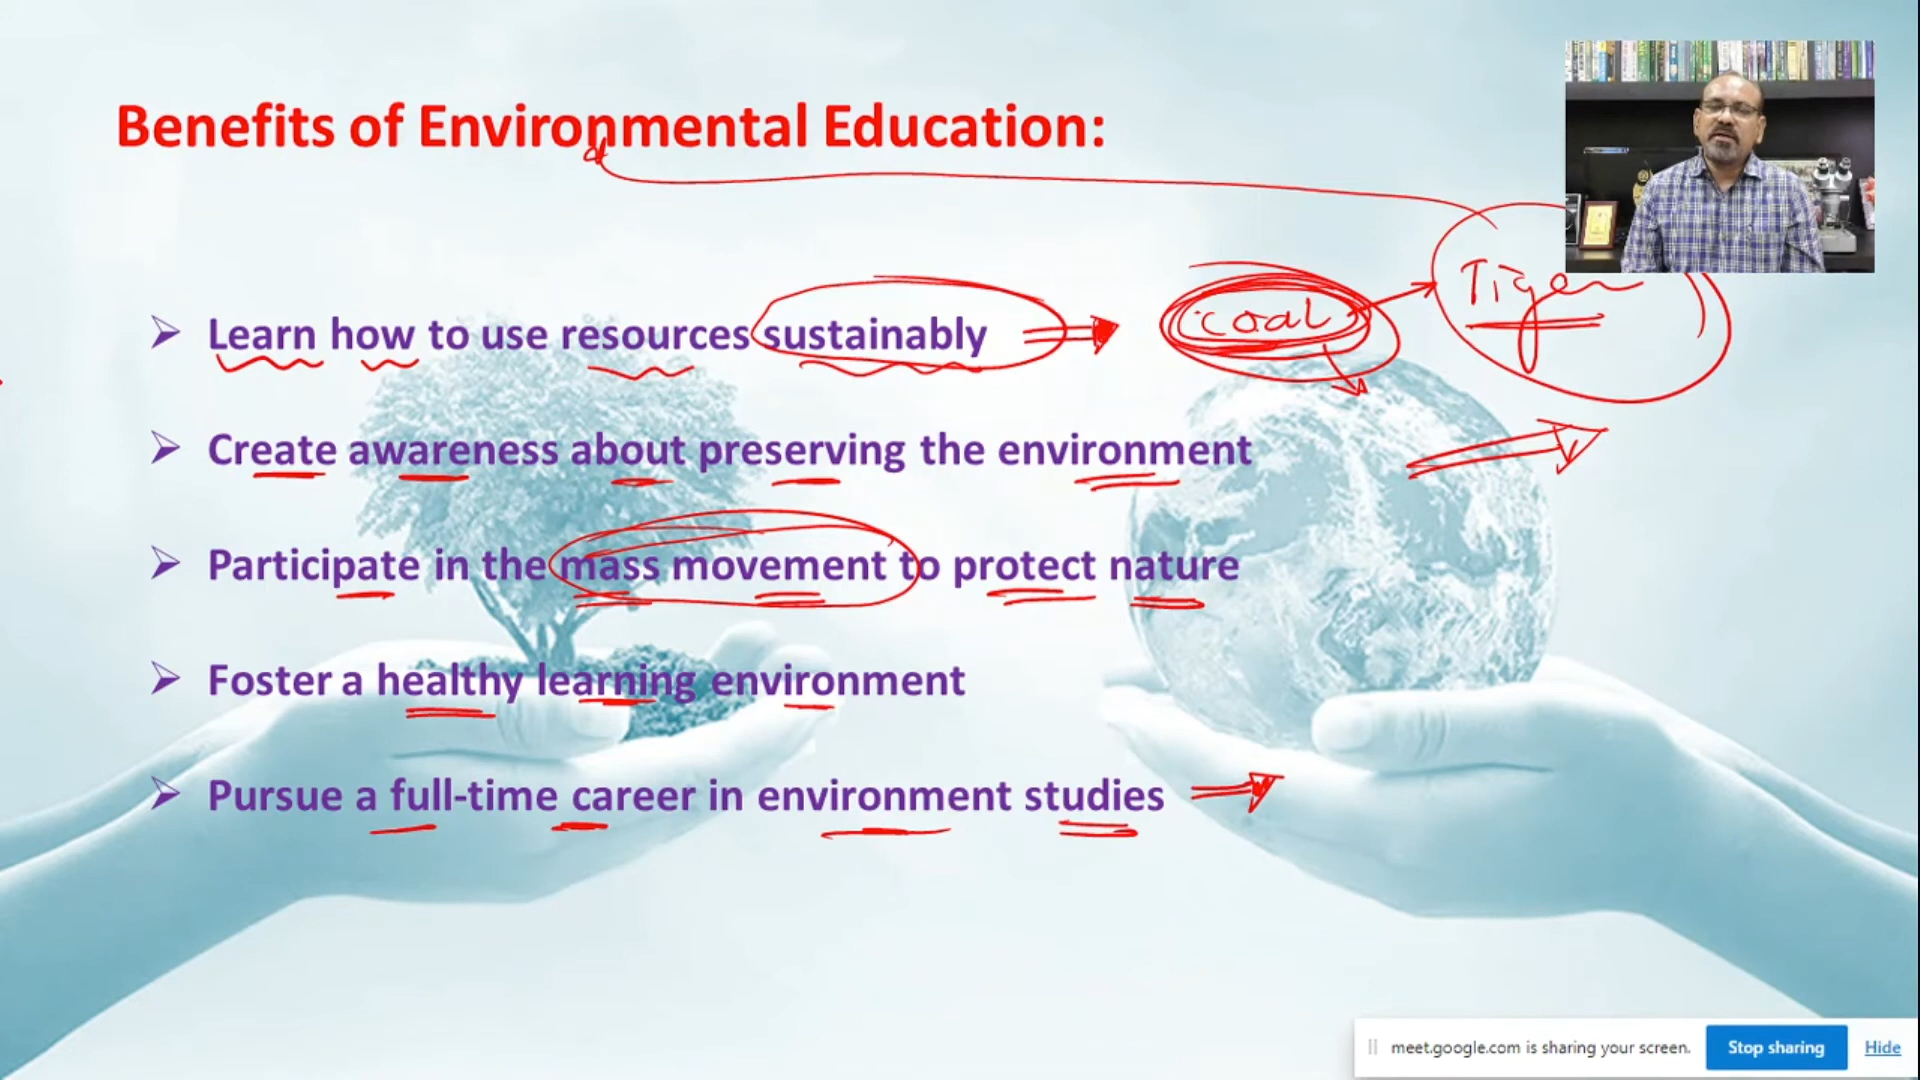 Benefits of Environmental Education:
➢ Learn how to use resources sustainably
coal
Tiger
➢ Create awareness about preserving the environment
➢ Participate in the mass movement to protect nature
➢ Foster a healthy learning environment
➢ Pursue a full-time career in environment studies
meet.google.com is sharing your screen. Stop sharing Hide